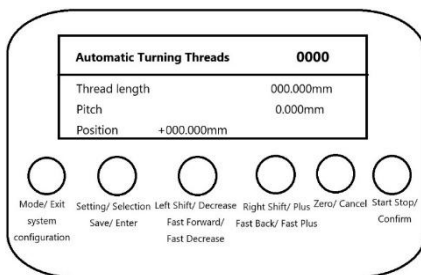 Automatic Turning Threads 0000
Thread length 000.000mm
Pitch 0.000mm
Position +000.000mm
Mode/ Exit
system
configuration
Setting/ Selection
Save/ Enter
Left Shift/ Decrease
Fast Forward/
Fast Decrease
Right Shift/ Plus
Fast Back/ Fast Plus
Zero/ Cancel
Start Stop/
Confirm